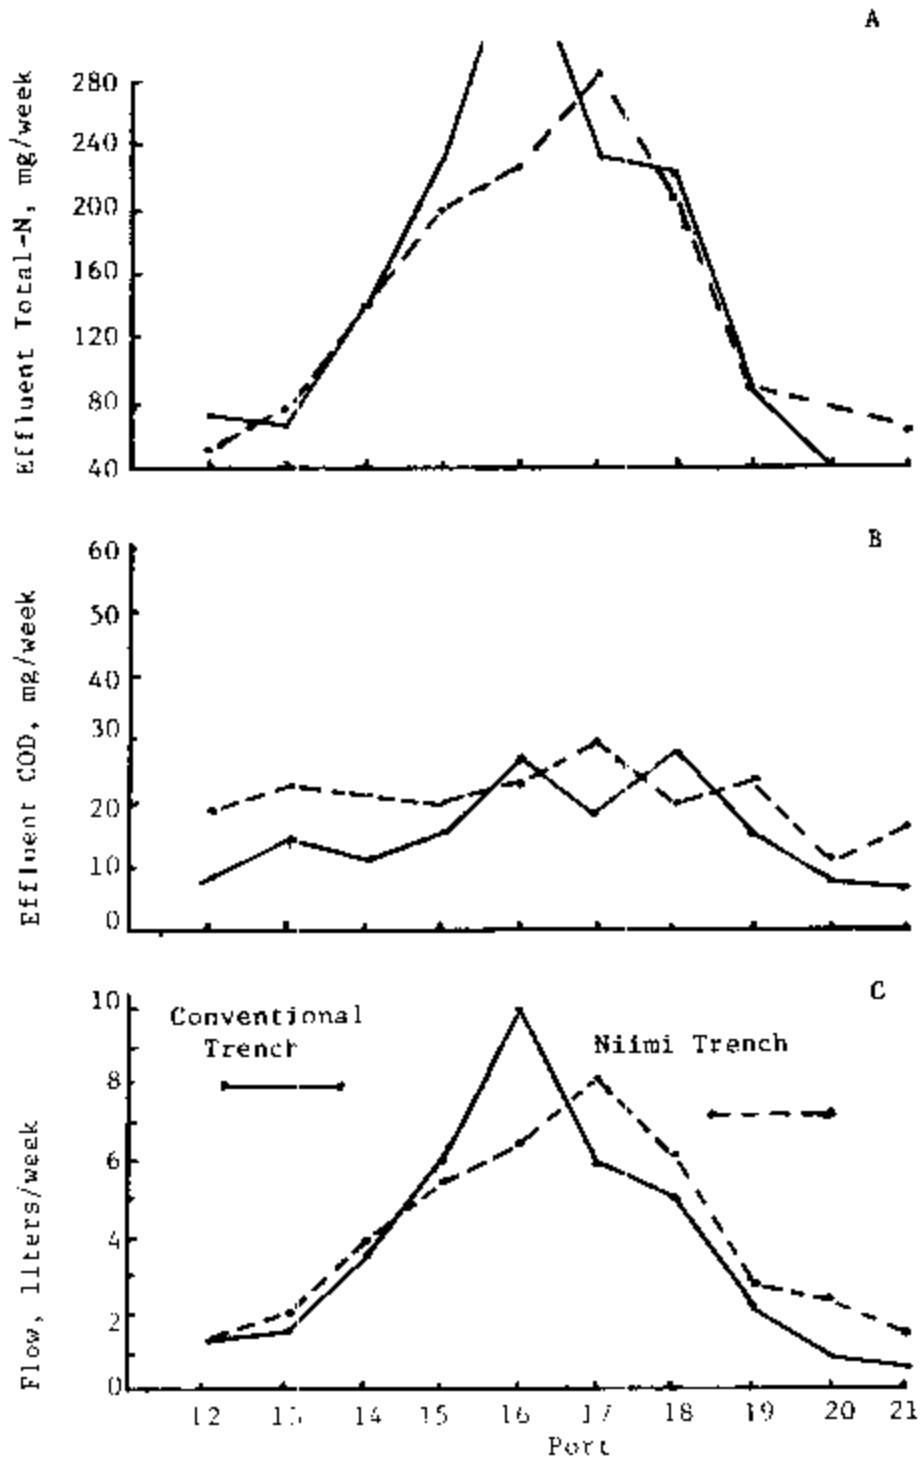 A
Effluent Total-N, mg/week
280
240
200
160
120
80
40
B
Effluent COD, mg/week
60
50
40
30
20
10
0
C
Flow, liters/week
10
8
6
4
2
0
Conventional
Trench
Niimi Trench
12 13 14 15 16 17 18 19 20 21
Port